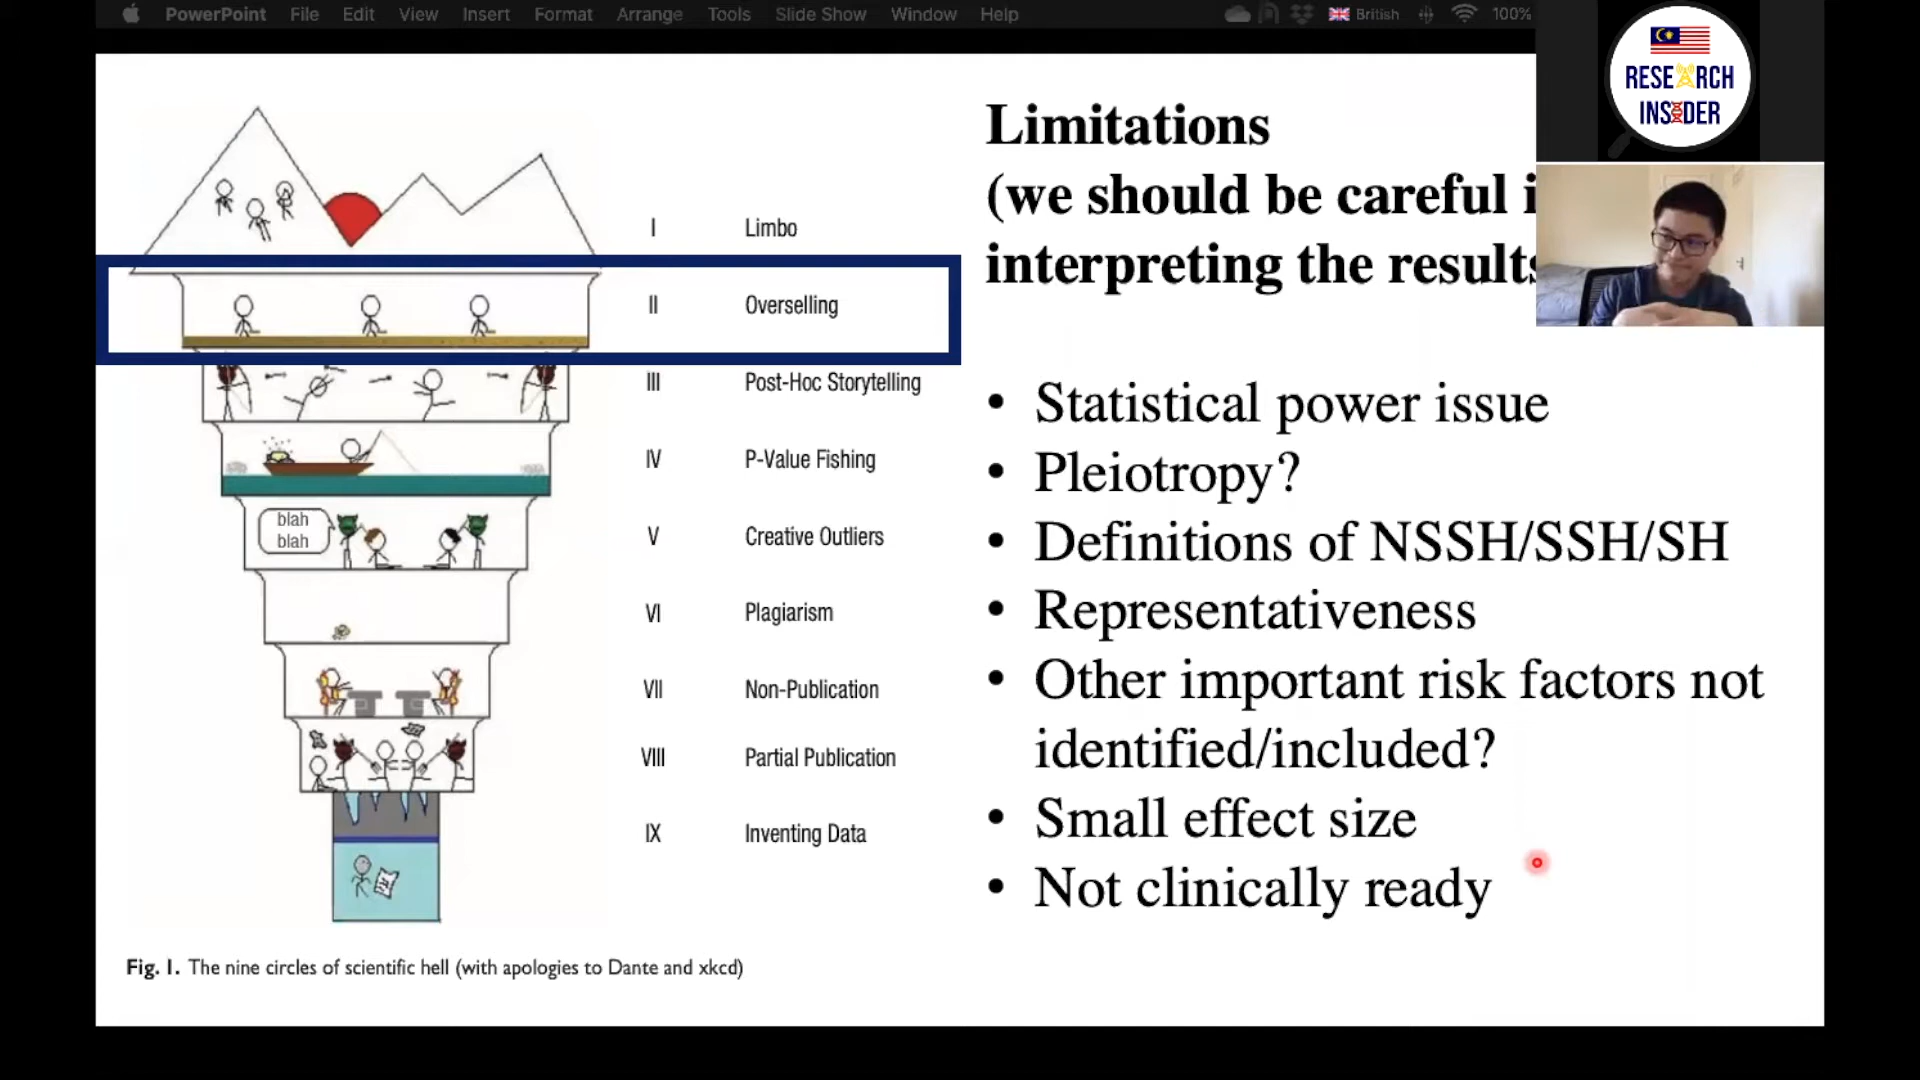 PowerPoint File Edit View Insert Format Arrange Tools Slide Show Window Help British 100%
RESEARCH
INSIDER
Limitations
(we should be careful i
interpreting the results
I Limbo
II Overselling
III Post-Hoc Storytelling
IV P-Value Fishing
blah
blah
V Creative Outliers
VI Plagiarism
VII Non-Publication
VIII Partial Publication
IX Inventing Data
Fig. 1. The nine circles of scientific hell (with apologies to Dante and xkcd)
• Statistical power issue
• Pleiotropy?
• Definitions of NSSH/SSH/SH
• Representativeness
• Other important risk factors not
identified/included?
• Small effect size
• Not clinically ready